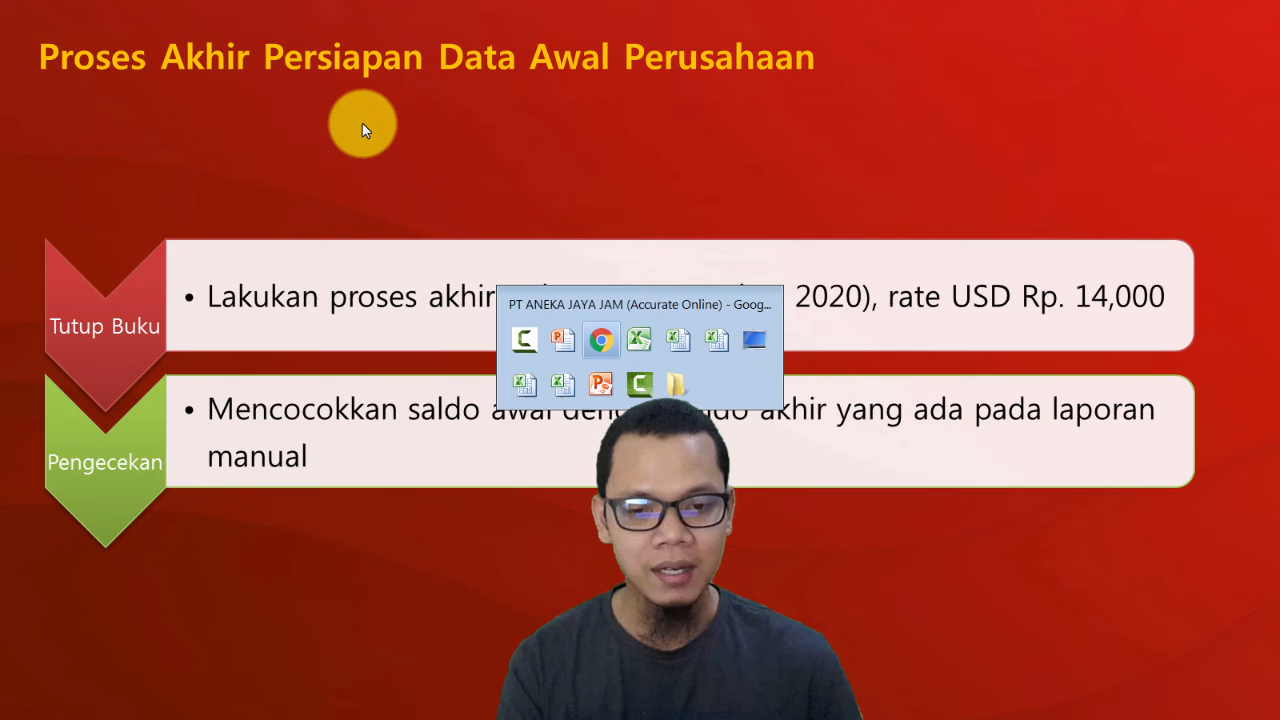 Proses Akhir Persiapan Data Awal Perusahaan
Tutup Buku
• Lakukan proses akhir 2020), rate USD Rp. 14,000
PT ANEKA JAYA JAM (Accurate Online) - Goog...
Pengecekan
• Mencocokkan saldo awal akhir yang ada pada laporan
manual